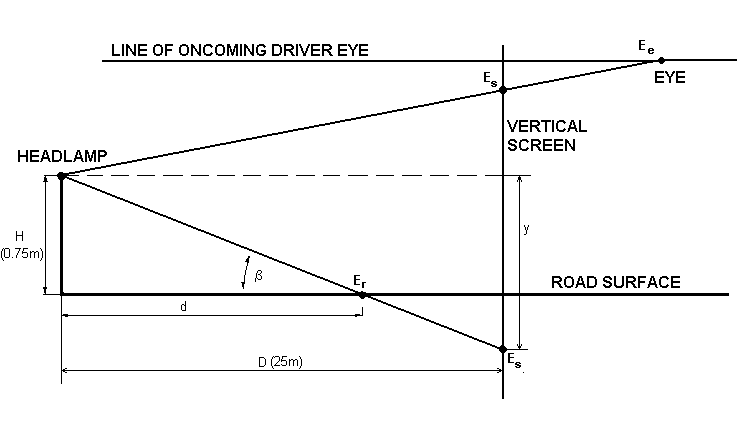 LINE OF ONCOMING DRIVER EYE
Ee
EYE
Es
VERTICAL
SCREEN
HEADLAMP
H
(0.75m)
y
β
Er
ROAD SURFACE
d
D (25m)
Es